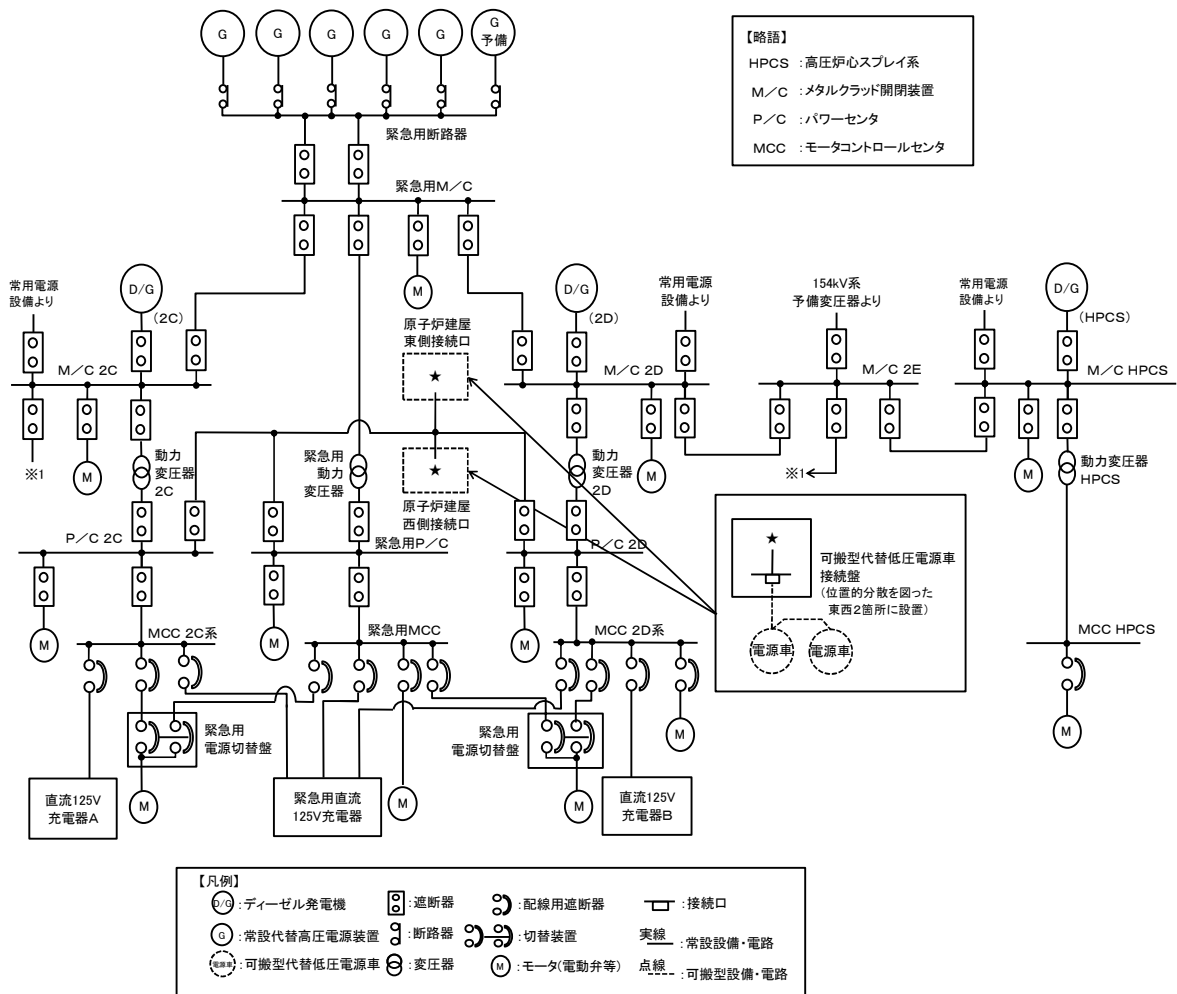 G
G
G
G
G
G
予備
緊急用断路器
緊急用M／C
【略語】
HPCS ：高圧炉心スプレイ系
M／C ：メタルクラッド開閉装置
P／C ：パワーセンタ
MCC ：モータコントロールセンタ
常用電源
設備より
D/G
(2C)
M
原子炉建屋
東側接続口
★
D/G
(2D)
常用電源
設備より
154kV系
予備変圧器より
常用電源
設備より
D/G
(HPCS)
M／C 2C
M／C 2D
M／C 2E
M／C HPCS
※1
M
動力
変圧器
2C
緊急用
動力
変圧器
★
原子炉建屋
西側接続口
動力
変圧器
2D
M
※1
M
動力変圧器
HPCS
P／C 2C
緊急用P／C
P／C 2D
★
可搬型代替低圧電源車
接続盤
(位置的分散を図った
東西２箇所に設置)
電源車
電源車
M
M
M
MCC 2C系
緊急用MCC
MCC 2D系
MCC HPCS
緊急用
電源切替盤
緊急用
電源切替盤
M
M
直流125V
充電器A
M
緊急用直流
125V充電器
M
M
直流125V
充電器B
【凡例】
D/G ：ディーゼル発電機
：遮断器
：配線用遮断器
：接続口
G ：常設代替高圧電源装置
：断路器
：切替装置
実線
：常設設備・電路
電源車 ：可搬型代替低圧電源車
：変圧器
M ：モータ(電動弁等)
点線
：可搬型設備・電路